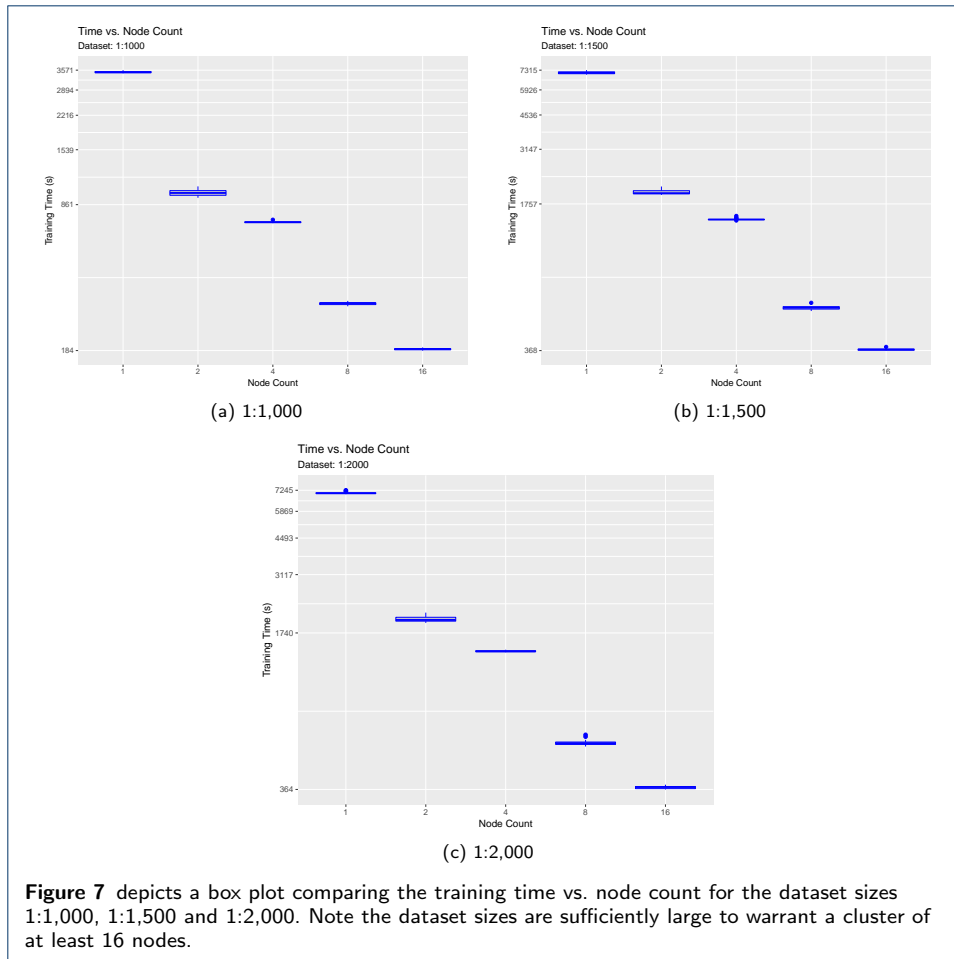 Time vs. Node Count
Dataset: 1:1000
3571
2894
2216
1539
861
184
Training Time (s)
1 2 4 8 16
Node Count
(a) 1:1,000
Time vs. Node Count
Dataset: 1:1500
7315
5926
4536
3147
1757
368
Training Time (s)
1 2 4 8 16
Node Count
(b) 1:1,500
Time vs. Node Count
Dataset: 1:2000
7245
5869
4493
3117
1740
364
Training Time (s)
1 2 4 8 16
Node Count
(c) 1:2,000
Figure 7 depicts a box plot comparing the training time vs. node count for the dataset sizes
1:1,000, 1:1,500 and 1:2,000. Note the dataset sizes are sufficiently large to warrant a cluster of
at least 16 nodes.